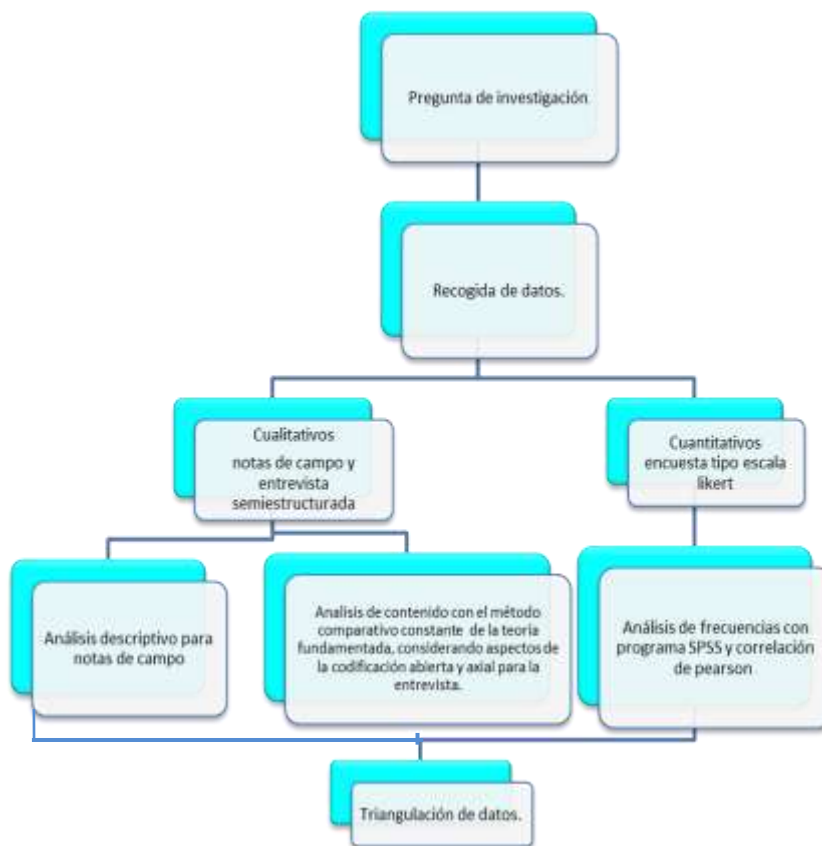 Pregunta de investigación
Recogida de datos.
Cualitativos
notas de campo y
entrevista
semiestructurada
Cuantitativos
encuesta tipo escala
likert
Análisis descriptivo para
notas de campo
Analisis de contenido con el método
comparativo constante de la teoría
fundamentada, considerando aspectos de
la codificación abierta y axial para la
entrevista.
Análisis de frecuencias con
programa SPSS y correlación
de pearson
Triangulación de datos.